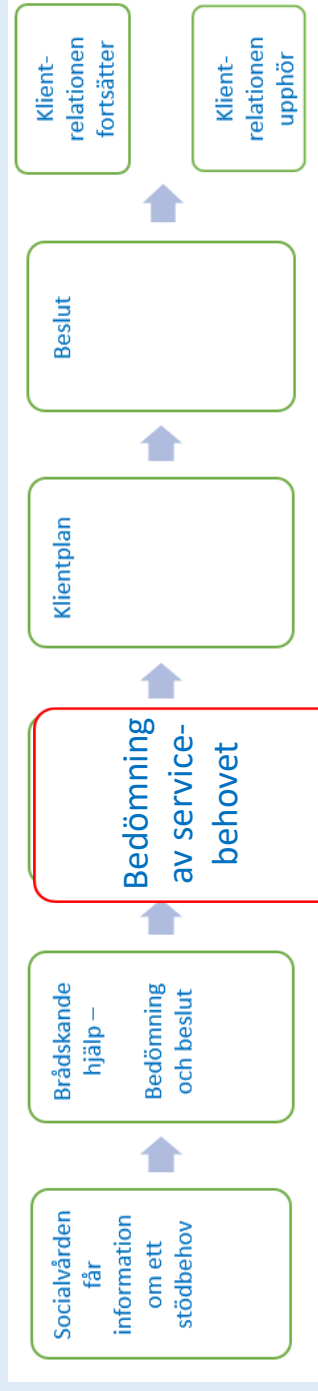 Socialvården
får
information
om ett
stödbehov
Brådskande
hjälp –
Bedömning
och beslut
Bedömning
av service-
behovet
Klientplan
Beslut
Klient-
relationen
fortsätter
Klient-
relationen
upphör